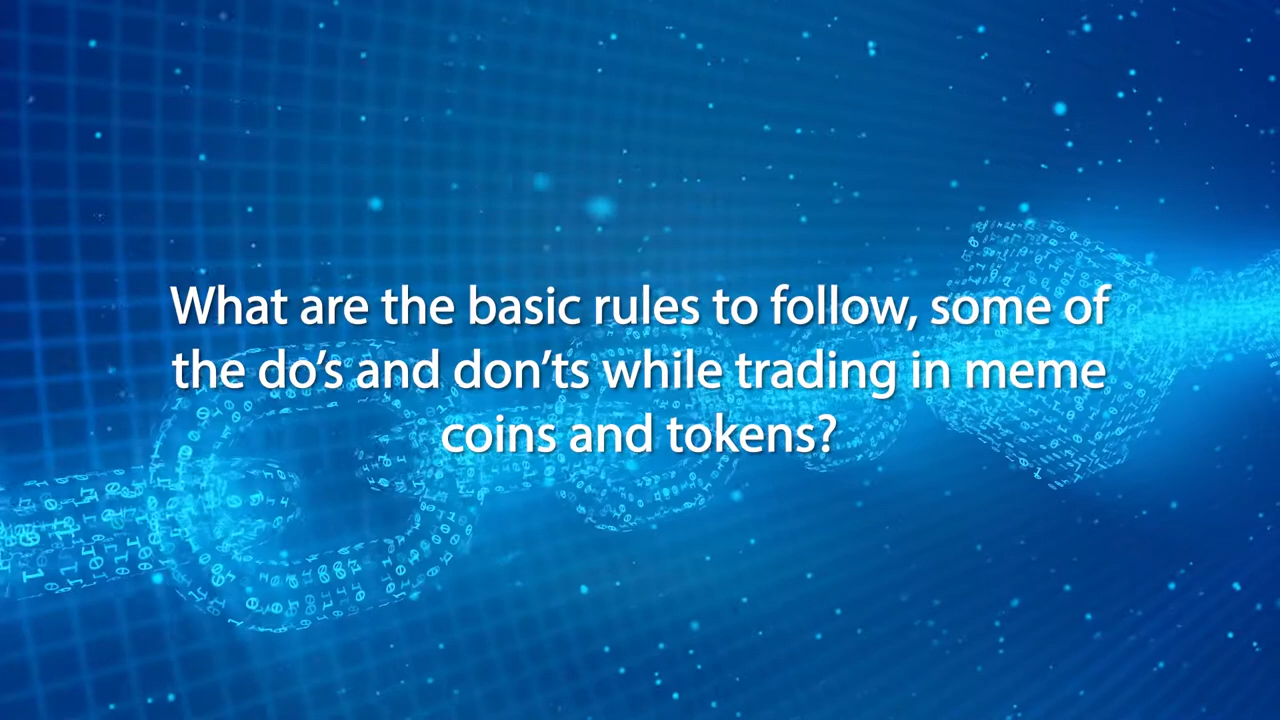 What are the basic rules to follow, some of
the do’s and don’ts while trading in meme
coins and tokens?